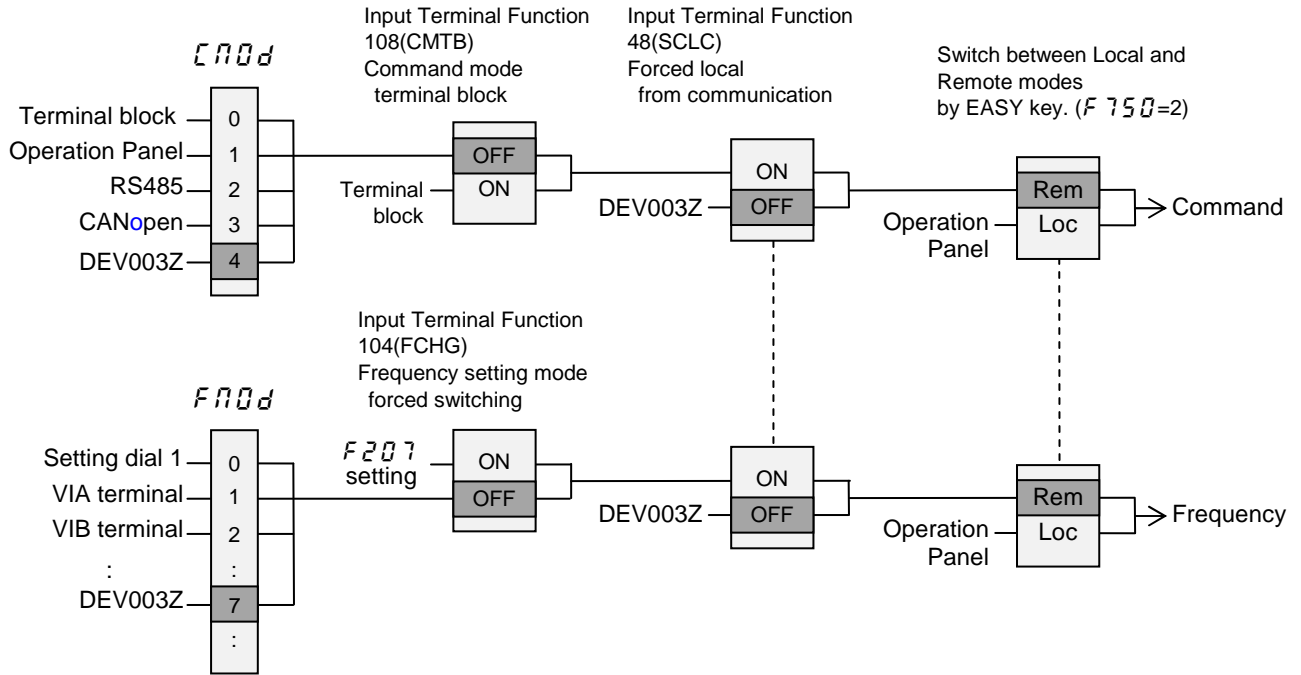 Input Terminal Function
108(CMTB)
Command mode
terminal block
Input Terminal Function
48(SCLC)
Forced local
from communication
Switch between Local and
Remote modes
by EASY key. (F750=2)
CMOd
Terminal block
0
Operation Panel
1
RS485
2
CANopen
3
DEV003Z
4
OFF
ON
Terminal
block
ON
OFF
DEV003Z
Rem
Loc
Operation
Panel
Command
Input Terminal Function
104(FCHG)
Frequency setting mode
forced switching
FMOd
Setting dial 1
0
VIA terminal
1
VIB terminal
2
:
:
DEV003Z
7
:
F207
setting
ON
OFF
ON
OFF
DEV003Z
Rem
Loc
Operation
Panel
Frequency